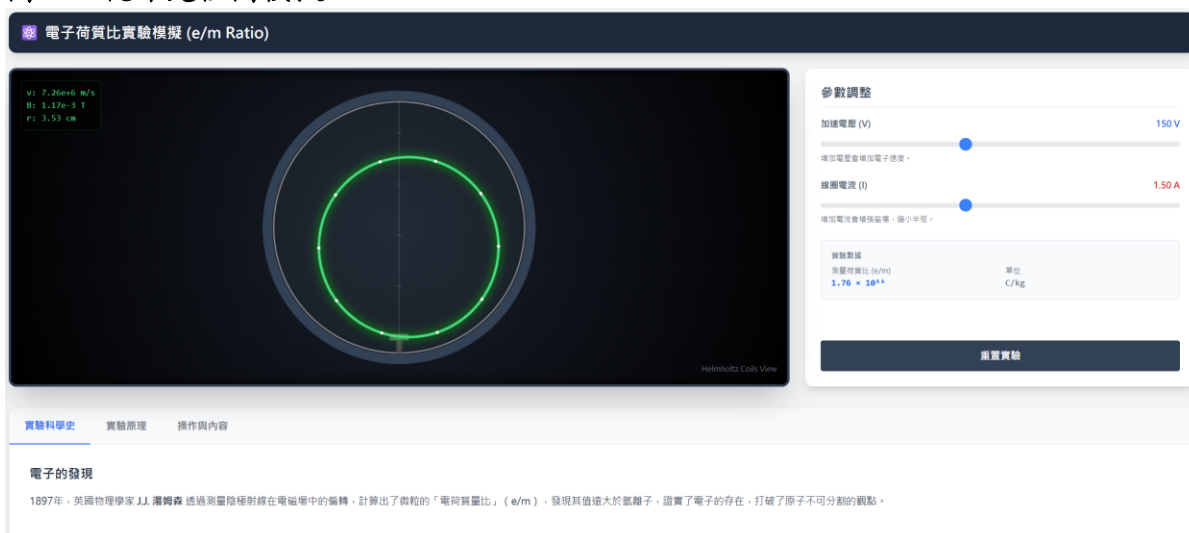 電子荷質比實驗模擬 (e/m Ratio)
v: 7.26e+6 m/s
B: 1.17e-3 T
r: 3.53 cm
Helmholtz Coils View
參數調整
加速電壓 (V) 150 V
增加電壓會增加電子速度。
線圈電流 (I) 1.50 A
增加電流會增強磁場，縮小半徑。
實驗數據
測量荷質比 (e/m) 單位
1.76 × 10¹¹ C/kg
重置實驗
實驗科學史 實驗原理 操作與內容
電子的發現
1897年，英國物理學家 J.J. 湯姆森 透過測量陰極射線在電磁場中的偏轉，計算出了微粒的「電荷質量比」（e/m），發現其值遠大於氫離子，證實了電子的存在，打破了原子不可分割的觀點。